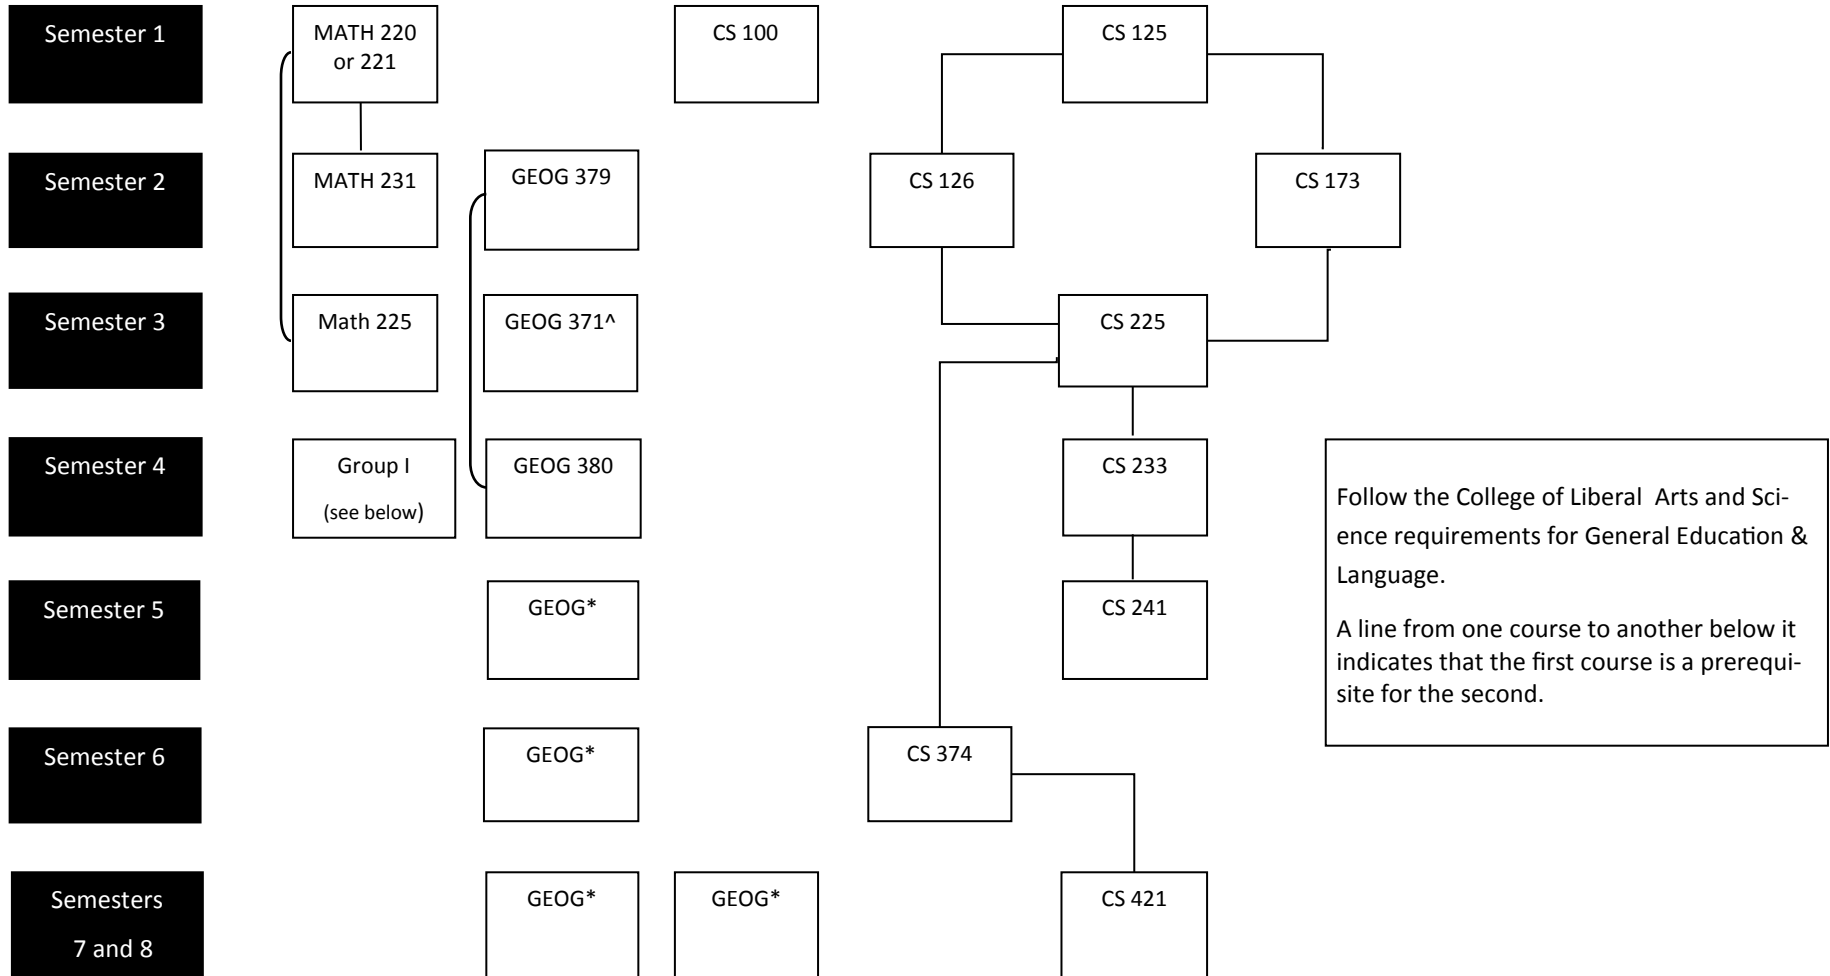 Semester 1
MATH 220
or 221
CS 100
CS 125
Semester 2
MATH 231
GEOG 379
CS 126
CS 173
Semester 3
Math 225
GEOG 371^
CS 225
Semester 4
Group I
(see below)
GEOG 380
CS 233
Follow the College of Liberal Arts and Sci-
ence requirements for General Education &
Language.
A line from one course to another below it
indicates that the first course is a prerequi-
site for the second.
Semester 5
GEOG*
CS 241
Semester 6
GEOG*
CS 374
Semesters
7 and 8
GEOG*
GEOG*
CS 421